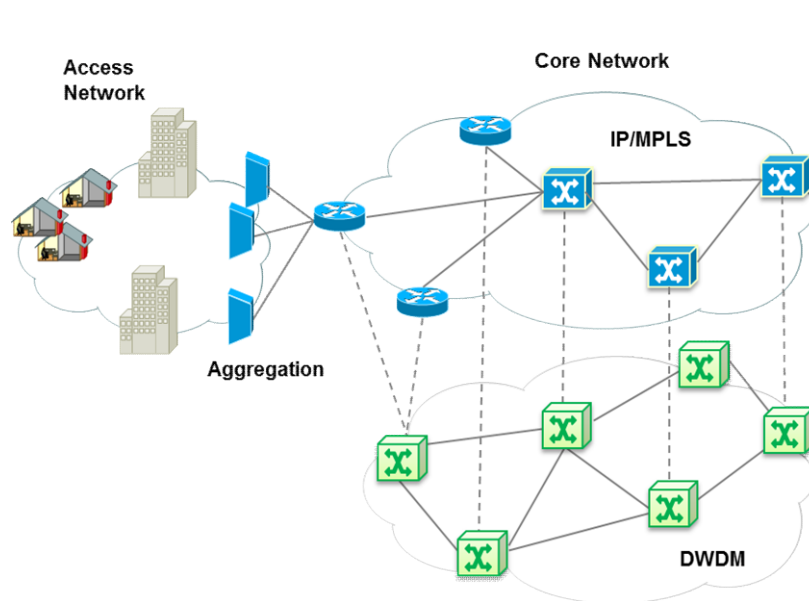 Access
Network
Core Network
IP/MPLS
Aggregation
DWDM